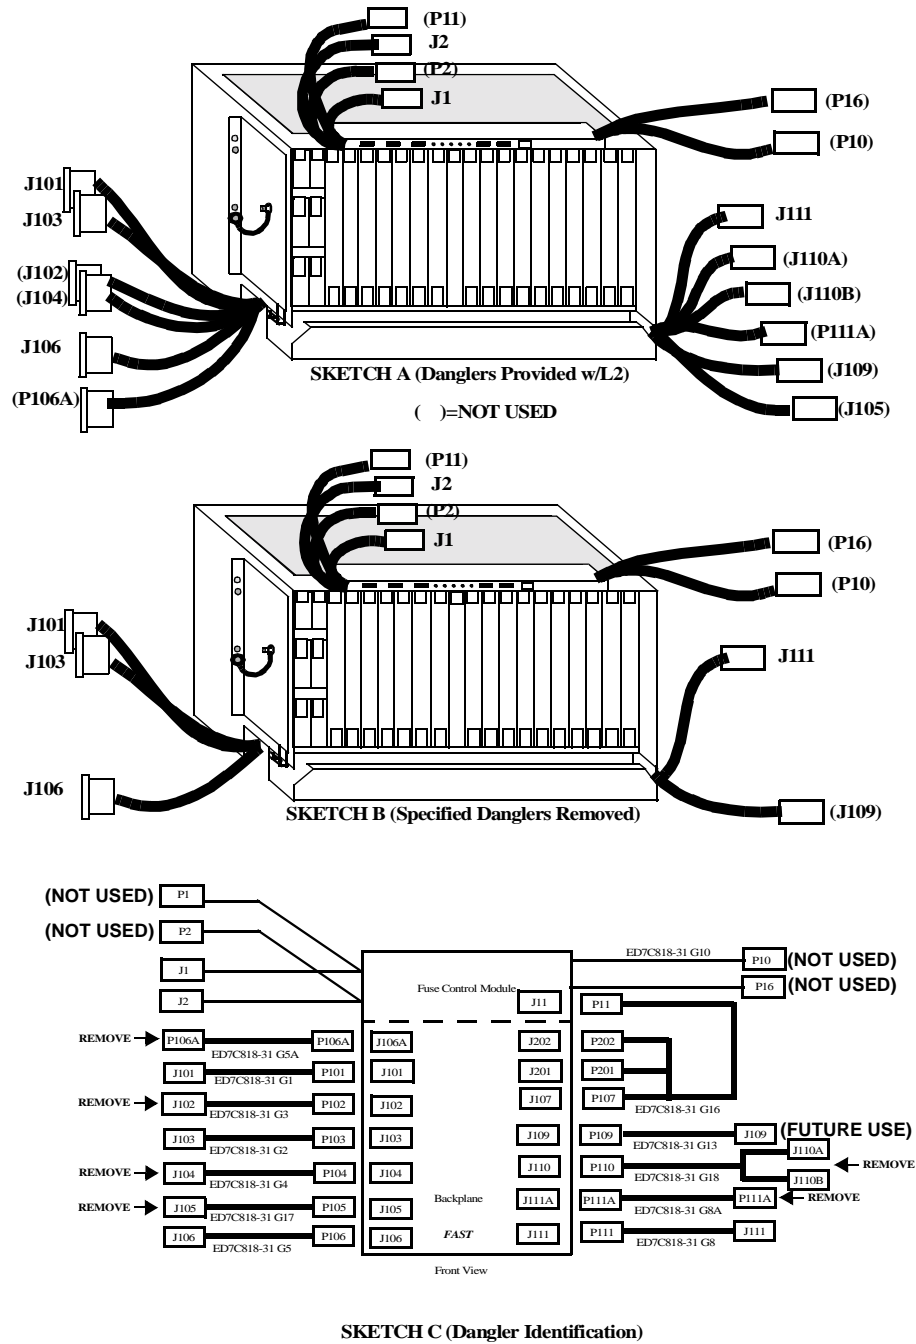 (P11)
J2
(P2)
J1
(P16)
(P10)
J101
J103
(J102)
(J104)
J106
(P106A)
J111
(J110A)
(J110B)
(P111A)
(J109)
(J105)
SKETCH A (Danglers Provided w/L2)
( )=NOT USED
(P11)
J2
(P2)
J1
(P16)
(P10)
J101
J103
J106
J111
(J109)
SKETCH B (Specified Danglers Removed)
(NOT USED) P1
(NOT USED) P2
J1
J2
Fuse Control Module
J11
ED7C818-31 G10
P10 (NOT USED)
P16 (NOT USED)
P11
REMOVE P106A P106A J106A
ED7C818-31 G5A
J101 P101 J101
ED7C818-31 G1
REMOVE J102 P102 J102
ED7C818-31 G3
J103 P103 J103
ED7C818-31 G2
REMOVE J104 P104 J104
ED7C818-31 G4
REMOVE J105 P105 J105
ED7C818-31 G17
J106 P106 J106
ED7C818-31 G5
Backplane
FAST
J202 P202
J201 P201
J107 P107
ED7C818-31 G16
J109 P109 J109 (FUTURE USE)
ED7C818-31 G13
J110 P110 J110A
J110B REMOVE
ED7C818-31 G18
J111A P111A P111A REMOVE
ED7C818-31 G8A
J111 P111 J111
ED7C818-31 G8
Front View
SKETCH C (Dangler Identification)